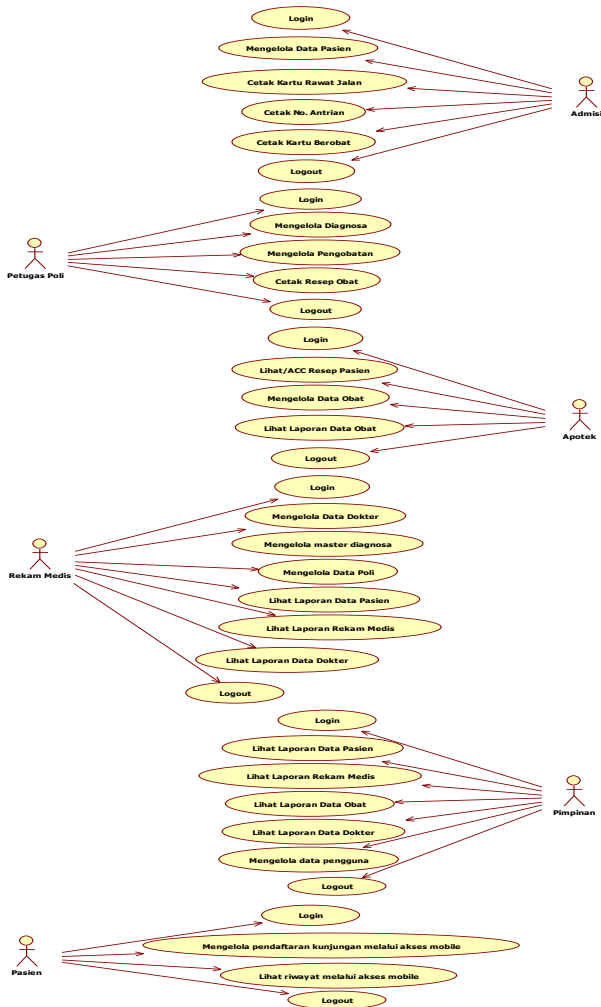 Login
Mengelola Data Pasien
Cetak Kartu Rawat Jalan
Cetak No. Antrian
Cetak Kartu Berobat
Logout
Admisi
Login
Mengelola Diagnosa
Mengelola Pengobatan
Cetak Resep Obat
Logout
Petugas Poli
Login
Lihat/ACC Resep Pasien
Mengelola Data Obat
Lihat Laporan Data Obat
Logout
Apotek
Login
Mengelola Data Dokter
Mengelola master diagnosa
Mengelola Data Poli
Lihat Laporan Data Pasien
Lihat Laporan Rekam Medis
Lihat Laporan Data Dokter
Logout
Rekam Medis
Login
Lihat Laporan Data Pasien
Lihat Laporan Rekam Medis
Lihat Laporan Data Obat
Lihat Laporan Data Dokter
Mengelola data pengguna
Logout
Pimpinan
Login
Mengelola pendaftaran kunjungan melalui akses mobile
Lihat riwayat melalui akses mobile
Logout
Pasien